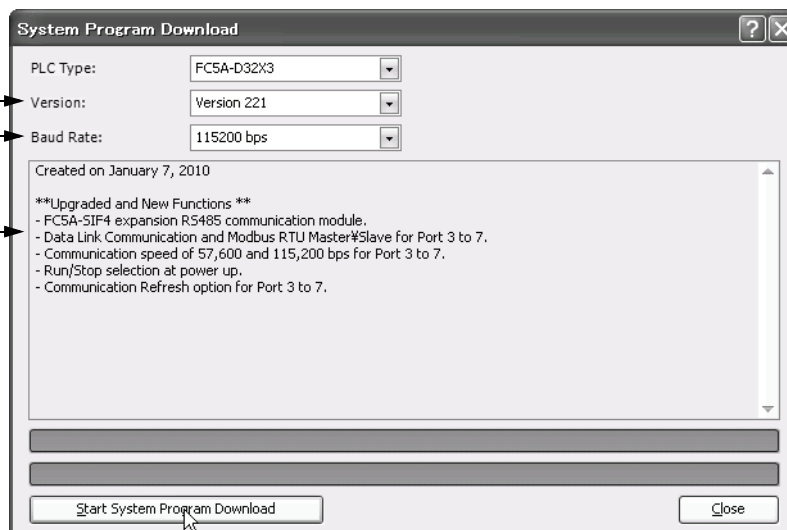 System Program Download
PLC Type: FC5A-D32X3
Version: Version 221
Baud Rate: 115200 bps
Created on January 7, 2010
**Upgraded and New Functions **
- FC5A-SIF4 expansion RS485 communication module.
- Data Link Communication and Modbus RTU Master¥Slave for Port 3 to 7.
- Communication speed of 57,600 and 115,200 bps for Port 3 to 7.
- Run/Stop selection at power up.
- Communication Refresh option for Port 3 to 7.
Start System Program Download
Close